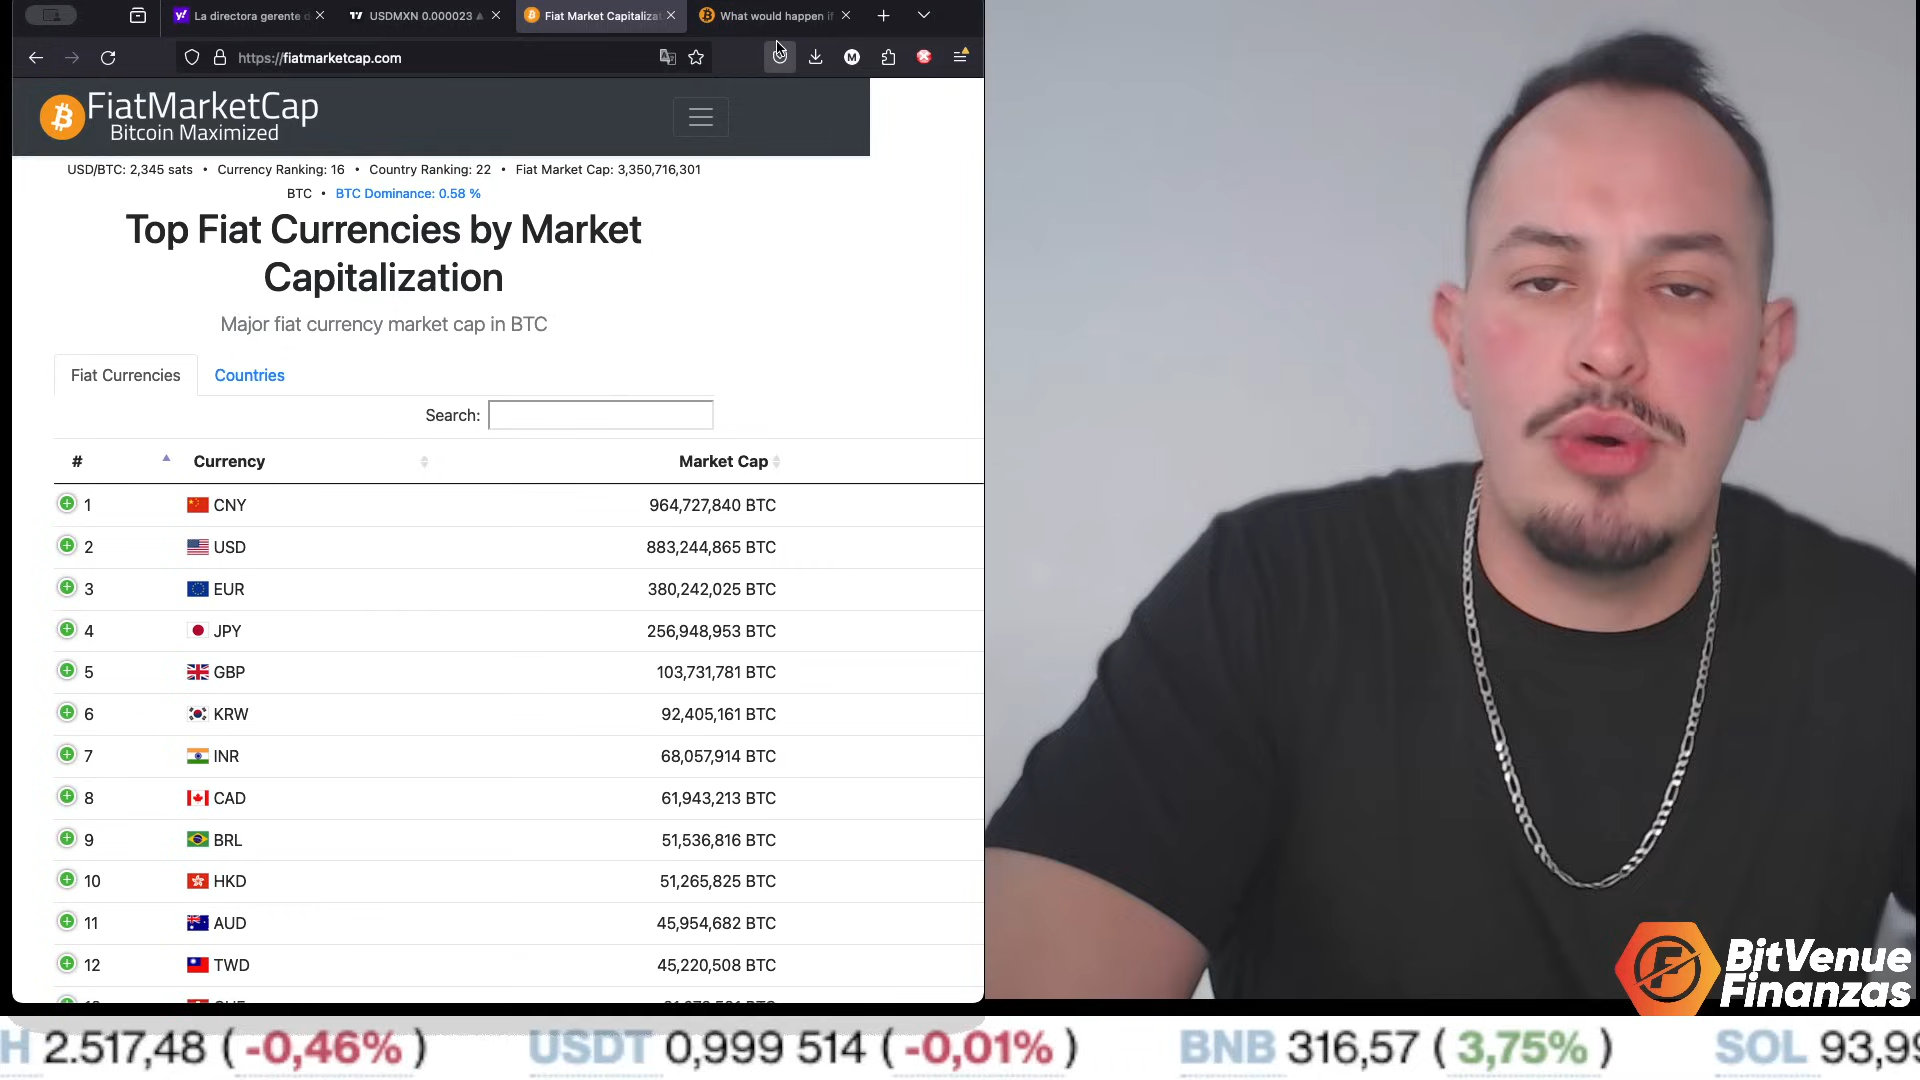 La directora gerente d
USDMXN 0.000023
Fiat Market Capitaliza
What would happen if
https://fiatmarketcap.com
M
FiatMarketCap
Bitcoin Maximized
USD/BTC: 2,345 sats • Currency Ranking: 16 • Country Ranking: 22 • Fiat Market Cap: 3,350,716,301
BTC • BTC Dominance: 0.58 %
Top Fiat Currencies by Market
Capitalization
Major fiat currency market cap in BTC
Fiat Currencies
Countries
Search:
# Currency Market Cap
1 CNY 964,727,840 BTC
2 USD 883,244,865 BTC
3 EUR 380,242,025 BTC
4 JPY 256,948,953 BTC
5 GBP 103,731,781 BTC
6 KRW 92,405,161 BTC
7 INR 68,057,914 BTC
8 CAD 61,943,213 BTC
9 BRL 51,536,816 BTC
10 HKD 51,265,825 BTC
11 AUD 45,954,682 BTC
12 TWD 45,220,508 BTC
BitVenue
Finanzas
H 2.517,48 (-0,46%) USDT 0,999 514 (-0,01%) BNB 316,57 (3,75%) SOL 93,99